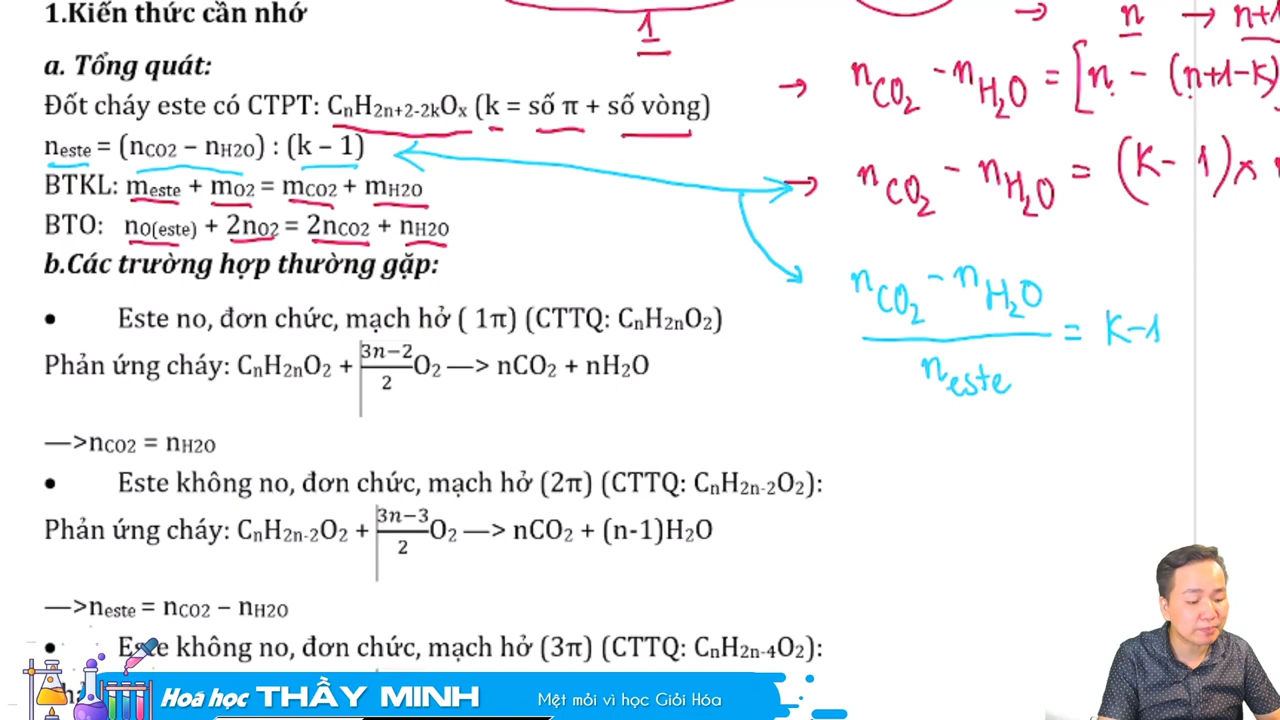 1.Kiến thức cần nhớ
1
→ n → n+1
a. Tổng quát:
→ nCO₂ - nH₂O = [n - (n+1-k)
Đốt cháy este có CTPT: CₙH₂ₙ₊₂₋₂ₖOₓ (k = số π + số vòng)
neste = (nCO2 – nH2O) : (k – 1)
→ nCO₂ - nH₂O = (k-1)×
BTKL: meste + mO2 = mCO2 + mH2O
BTO: nO(este) + 2nO2 = 2nCO2 + nH2O
b.Các trường hợp thường gặp:
(nCO₂ - nH₂O)/neste = k-1
• Este no, đơn chức, mạch hở ( 1π) (CTTQ: CₙH₂ₙO₂)
Phản ứng cháy: CₙH₂ₙO₂ + (3n−2)/2 O₂ —> nCO₂ + nH₂O
—>nCO2 = nH2O
• Este không no, đơn chức, mạch hở (2π) (CTTQ: CₙH₂ₙ₋₂O₂):
Phản ứng cháy: CₙH₂ₙ₋₂O₂ + (3n−3)/2 O₂ —> nCO₂ + (n-1)H₂O
—>neste = nCO2 – nH2O
• Este không no, đơn chức, mạch hở (3π) (CTTQ: CₙH₂ₙ₋₄O₂):
Hoá học THẦY MINH Mệt mỏi vì học Giỏi Hóa